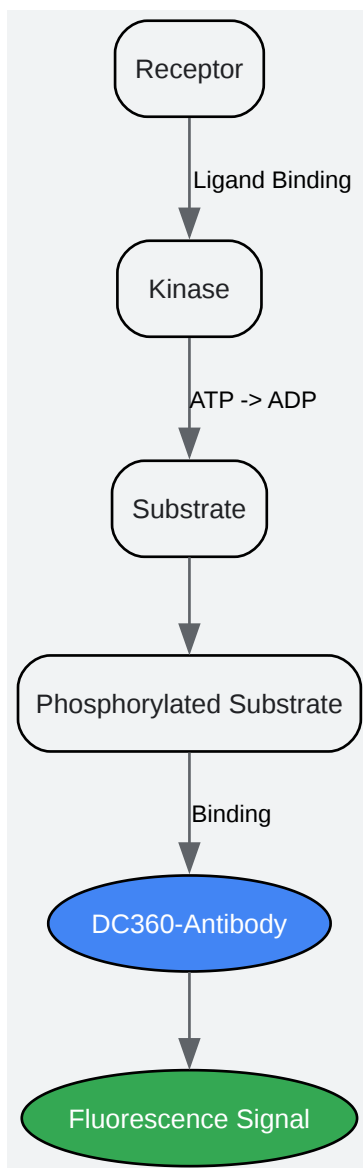 Receptor
Ligand Binding
Kinase
ATP -> ADP
Substrate
Phosphorylated Substrate
Binding
DC360-Antibody
Fluorescence Signal